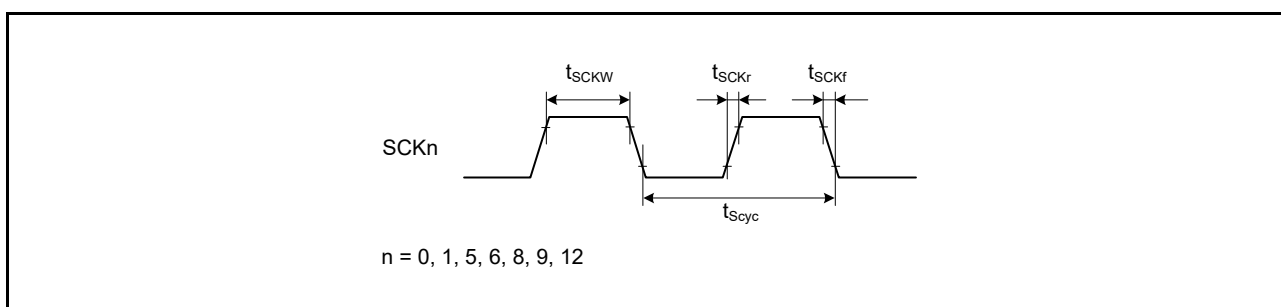 tSCKW tSCKr tSCKf
SCKn
tScyc
n = 0, 1, 5, 6, 8, 9, 12